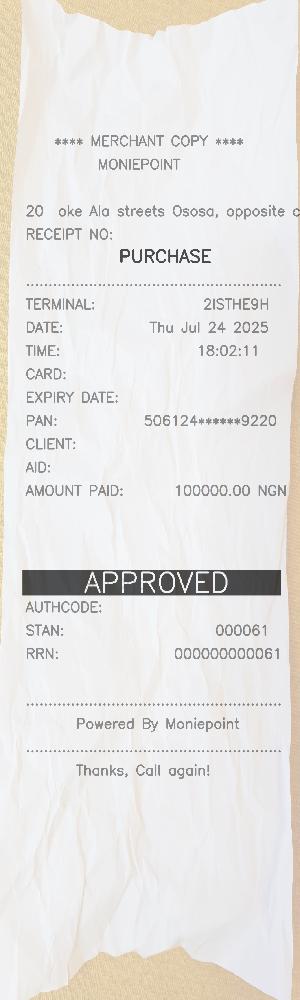 **** MERCHANT COPY ****
MONIEPOINT
20 oke Ala streets Ososa, opposite c
RECEIPT NO:
PURCHASE
TERMINAL: 2ISTHE9H
DATE: Thu Jul 24 2025
TIME: 18:02:11
CARD:
EXPIRY DATE:
PAN: 506124******9220
CLIENT:
AID:
AMOUNT PAID: 100000.00 NGN
APPROVED
AUTHCODE:
STAN: 000061
RRN: 000000000061
Powered By Moniepoint
Thanks, Call again!